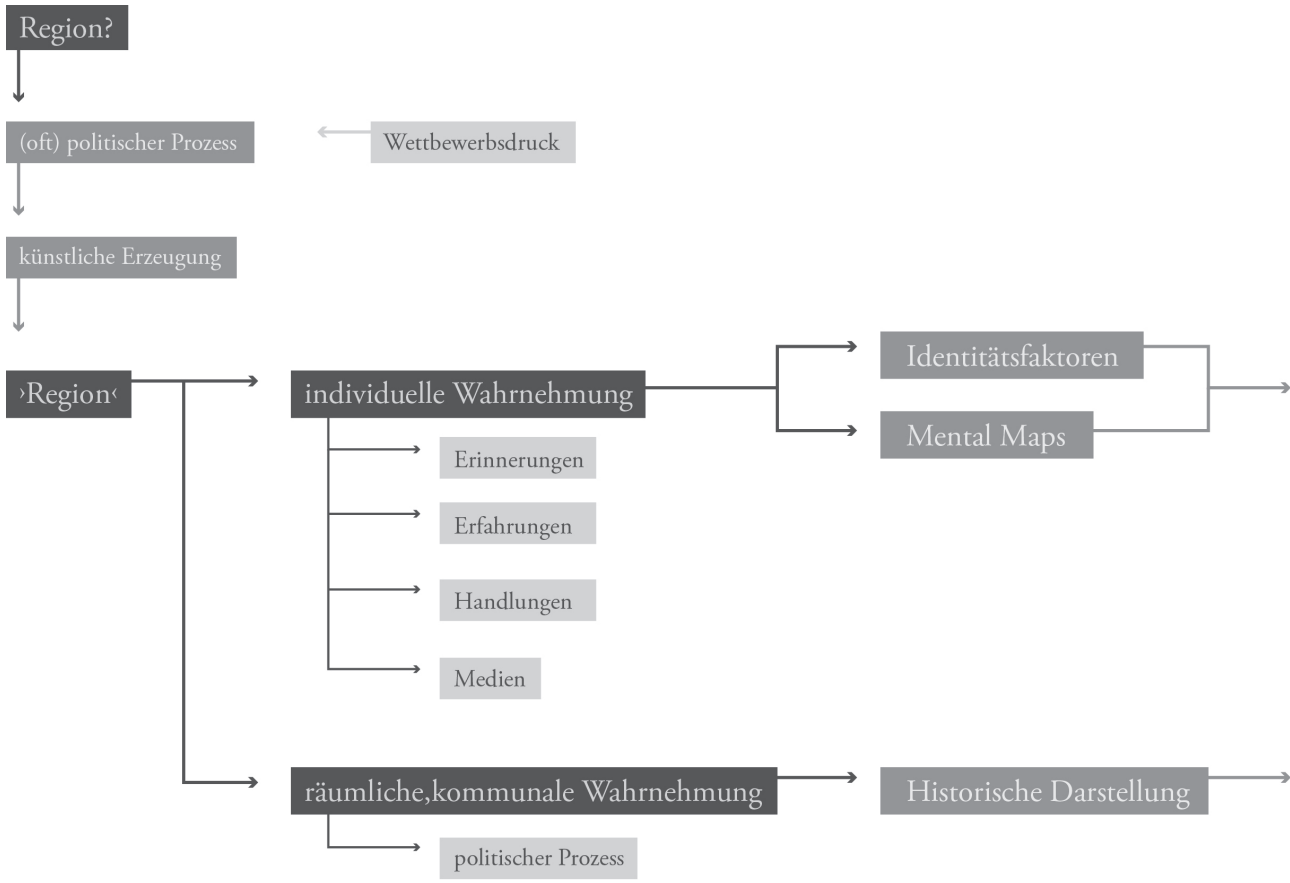 Region?
(oft) politischer Prozess
Wettbewerbsdruck
künstliche Erzeugung
›Region‹
individuelle Wahrnehmung
Identitätsfaktoren
Mental Maps
Erinnerungen
Erfahrungen
Handlungen
Medien
räumliche,kommunale Wahrnehmung
Historische Darstellung
politischer Prozess